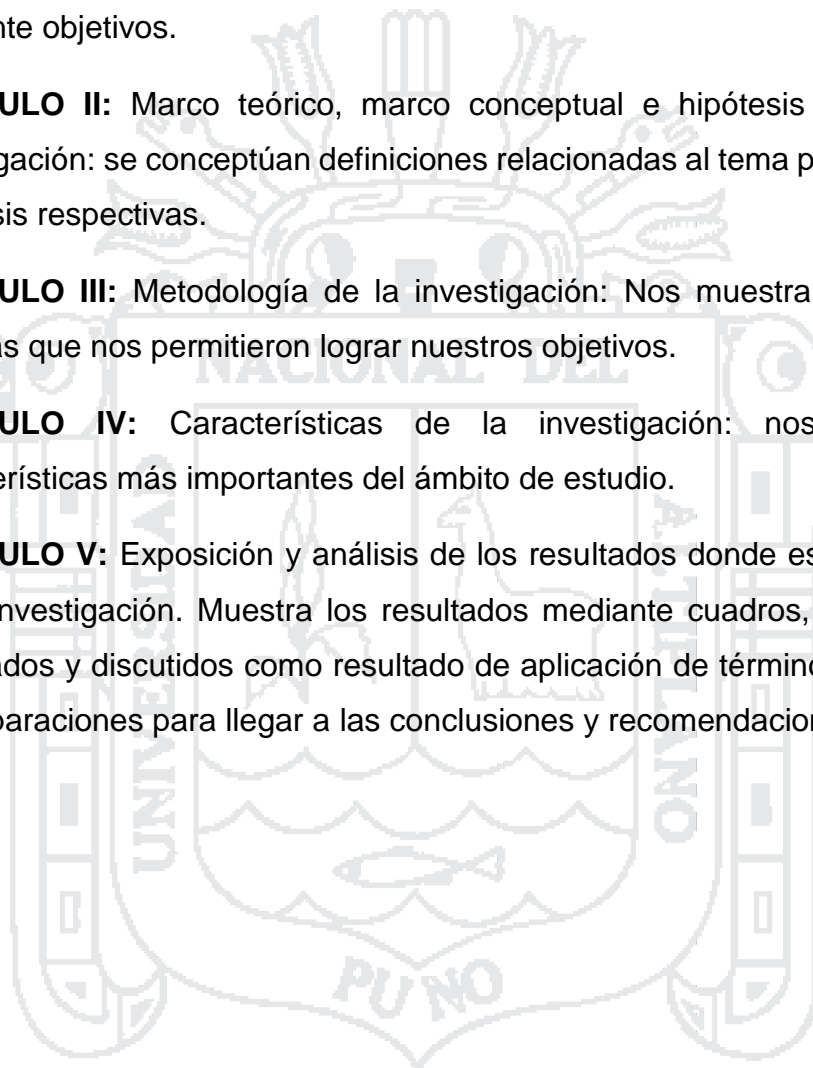 nte objetivos.
ULO II: Marco teórico, marco conceptual e hipótesis
gación: se conceptúan definiciones relacionadas al tema p
sis respectivas.
ULO III: Metodología de la investigación: Nos muestra
as que nos permitieron lograr nuestros objetivos.
NACIONAL DEL
ULO IV: Características de la investigación: nos
erísticas más importantes del ámbito de estudio.
ULO V: Exposición y análisis de los resultados donde es
nvestigación. Muestra los resultados mediante cuadros,
ados y discutidos como resultado de aplicación de término
paraciones para llegar a las conclusiones y recomendacion
UNIVERSIDAD
ALTIPLANO
PUNO